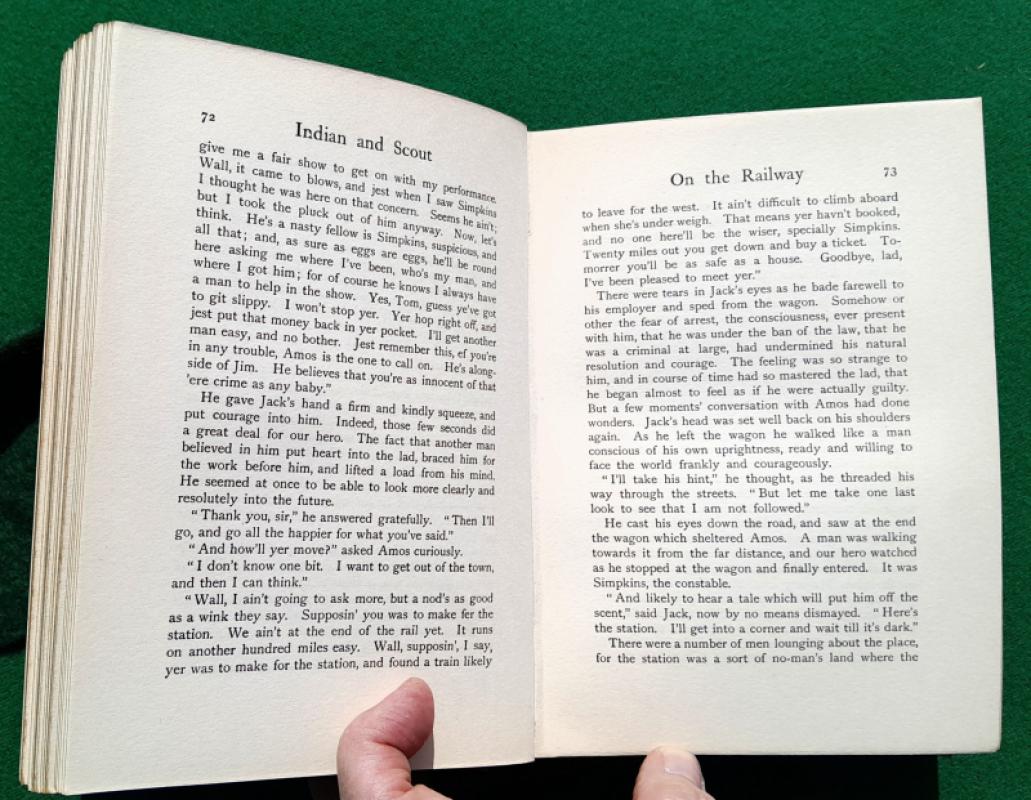 72
Indian and Scout
give me a fair show to get on with my performance.
Wall, it came to blows, and jest when I saw Simpkins
I thought he was here on that concern. Seems he ain't;
but I took the pluck out of him anyway. Now, let's
think. He's a nasty fellow is Simpkins, suspicious, and
all that; and, as sure as eggs are eggs, he'll be round
here asking me where I've been, who's my man, and
where I got him; for of course he knows I always have
a man to help in the show. Yes, Tom, guess ye've got
to git slippy. I won't stop yer. Yer hop right off, and
jest put that money back in yer pocket. I'll get another
man easy, and no bother. Jest remember this, ef you're
in any trouble, Amos is the one to call on. He's along-
side of Jim. He believes that you're as innocent of that
'ere crime as any baby."
He gave Jack's hand a firm and kindly squeeze, and
put courage into him. Indeed, those few seconds did
a great deal for our hero. The fact that another man
believed in him put heart into the lad, braced him for
the work before him, and lifted a load from his mind.
He seemed at once to be able to look more clearly and
resolutely into the future.
"Thank you, sir," he answered gratefully. "Then I'll
go, and go all the happier for what you've said."
"And how'll yer move?" asked Amos curiously.
"I don't know one bit. I want to get out of the town,
and then I can think."
"Wall, I ain't going to ask more, but a nod's as good
as a wink they say. Supposin' you was to make fer the
station. We ain't at the end of the rail yet. It runs
on another hundred miles easy. Wall, supposin', I say,
yer was to make for the station, and found a train likely
On the Railway
73
to leave for the west. It ain't difficult to climb aboard
when she's under weigh. That means yer havn't booked,
and no one here'll be the wiser, specially Simpkins.
Twenty miles out you get down and buy a ticket. To-
morrer you'll be as safe as a house. Goodbye, lad,
I've been pleased to meet yer."
There were tears in Jack's eyes as he bade farewell to
his employer and sped from the wagon. Somehow or
other the fear of arrest, the consciousness, ever present
with him, that he was under the ban of the law, that he
was a criminal at large, had undermined his natural
resolution and courage. The feeling was so strange to
him, and in course of time had so mastered the lad, that
he began almost to feel as if he were actually guilty.
But a few moments' conversation with Amos had done
wonders. Jack's head was set well back on his shoulders
again. As he left the wagon he walked like a man
conscious of his own uprightness, ready and willing to
face the world frankly and courageously.
"I'll take his hint," he thought, as he threaded his
way through the streets. "But let me take one last
look to see that I am not followed."
He cast his eyes down the road, and saw at the end
the wagon which sheltered Amos. A man was walking
towards it from the far distance, and our hero watched
as he stopped at the wagon and finally entered. It was
Simpkins, the constable.
"And likely to hear a tale which will put him off the
scent," said Jack, now by no means dismayed. "Here's
the station. I'll get into a corner and wait till it's dark."
There were a number of men lounging about the place,
for the station was a sort of no-man's land where the